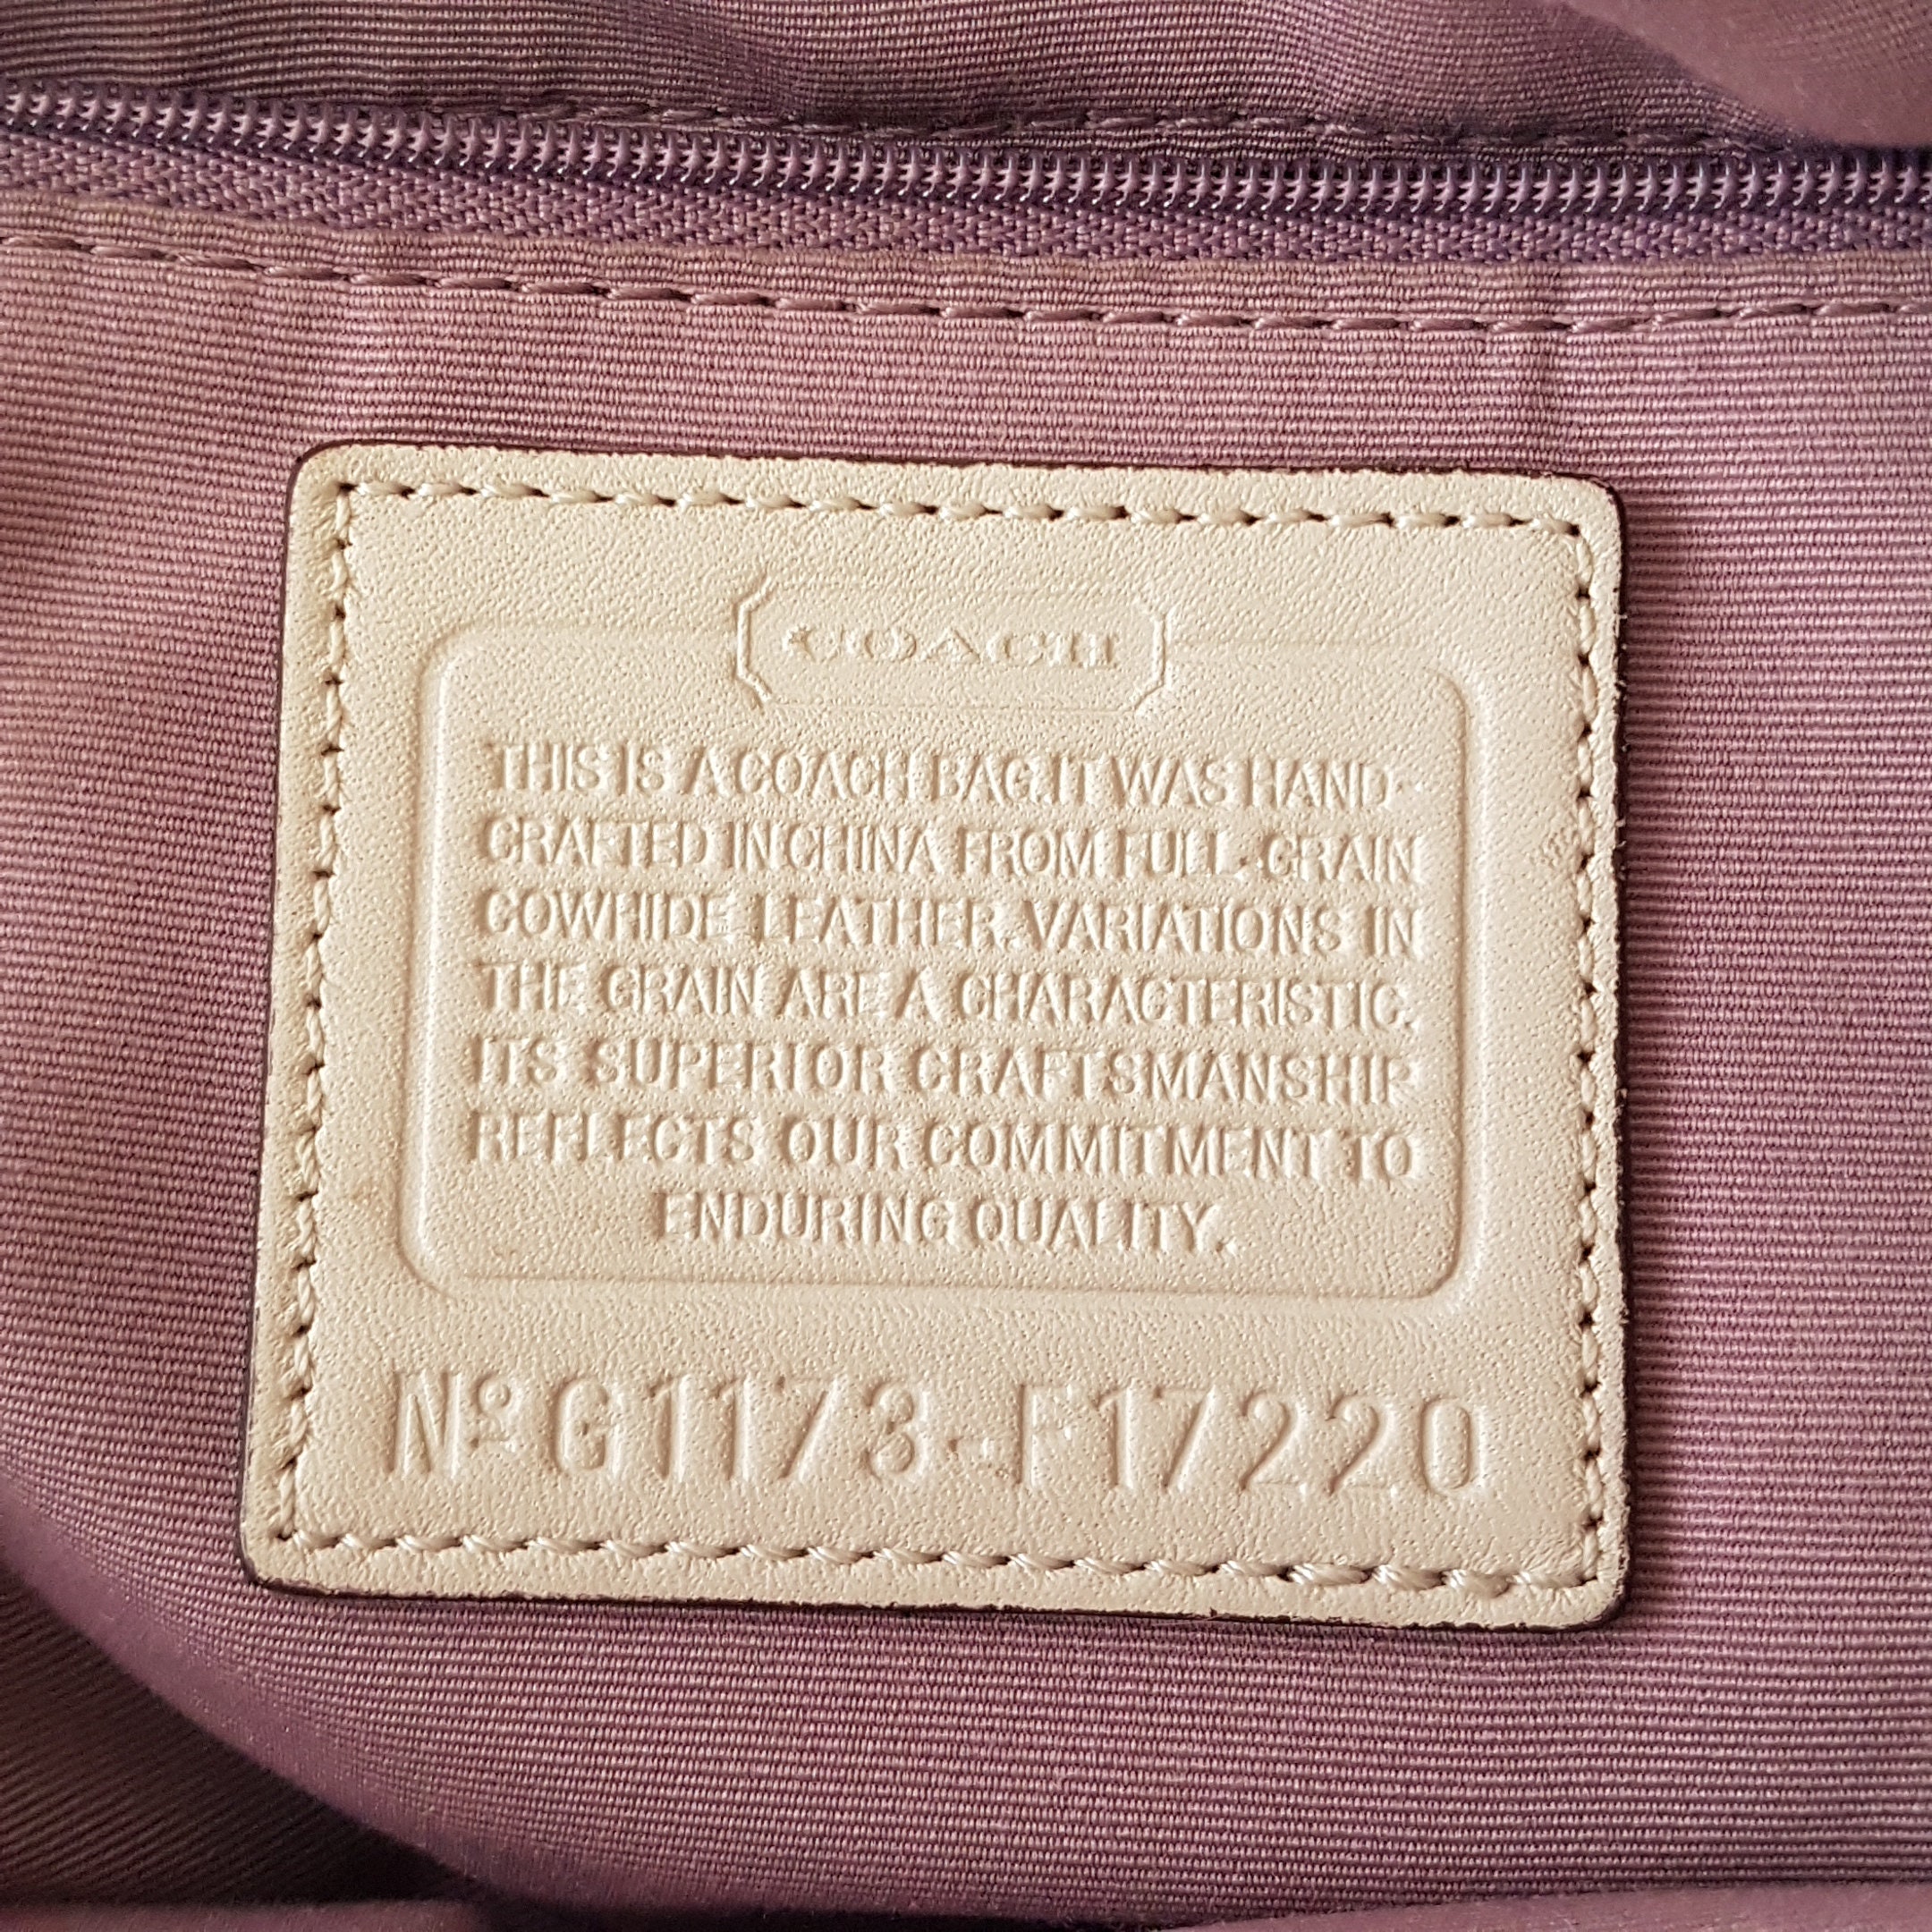 COACH
THIS IS A COACH BAG. IT WAS HAND-
CRAFTED IN CHINA FROM FULL-GRAIN
COWHIDE LEATHER. VARIATIONS IN
THE GRAIN ARE A CHARACTERISTIC.
ITS SUPERIOR CRAFTSMANSHIP
REFLECTS OUR COMMITMENT TO
ENDURING QUALITY.
Nº G1173-F17220